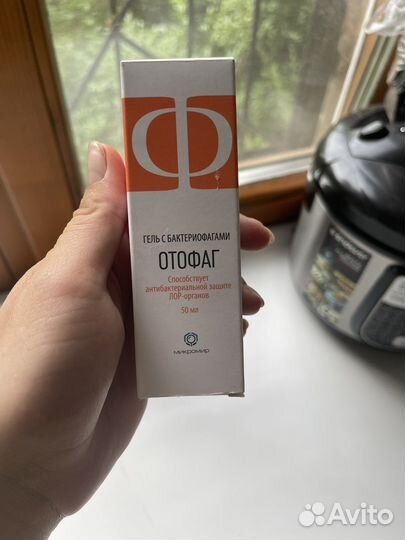 Ф
ГЕЛЬ С БАКТЕРИОФАГАМИ
ОТОФАГ
Способствует
антибактериальной защите
ЛОР-органов
50 мл
МИКРОМИР
Avito